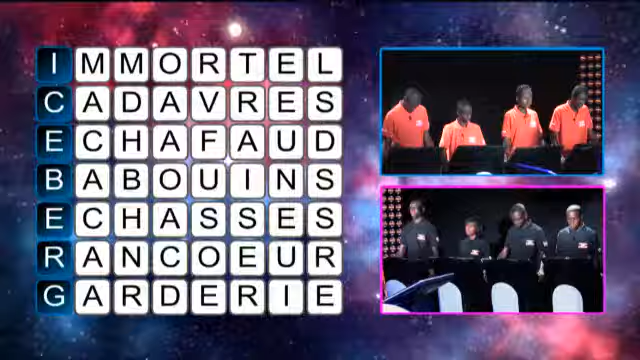 IMMORTEL
CADAVRES
ECHAFAUD
BABOUINS
ECHASSES
RANCOEUR
GARDERIE